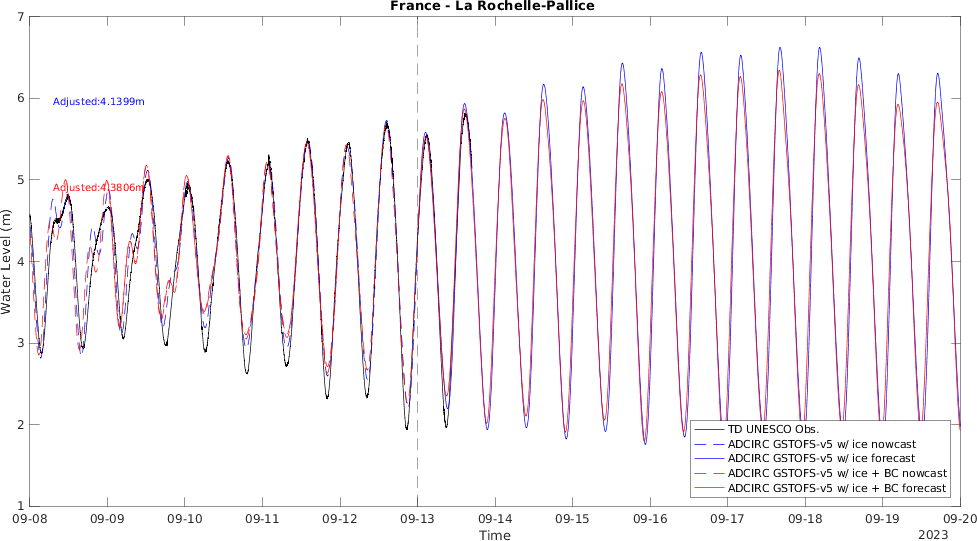 France - La Rochelle-Pallice
7
6
5
4
3
2
1
Water Level (m)
Adjusted:4.1399m
Adjusted:4.3806m
TD UNESCO Obs.
ADCIRC GSTOFS-v5 w/ ice nowcast
ADCIRC GSTOFS-v5 w/ ice forecast
ADCIRC GSTOFS-v5 w/ ice + BC nowcast
ADCIRC GSTOFS-v5 w/ ice + BC forecast
09-08 09-09 09-10 09-11 09-12 09-13 09-14 09-15 09-16 09-17 09-18 09-19 09-20
Time
2023